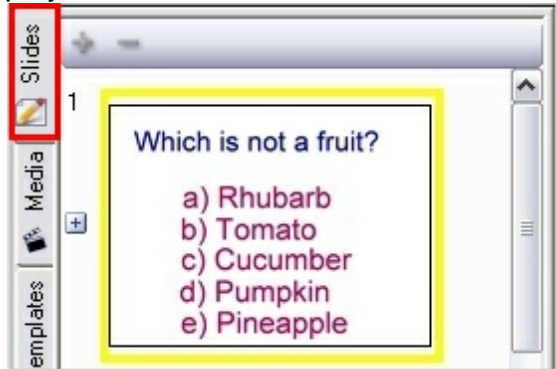 Slides
Media
emplates
1
Which is not a fruit?
a) Rhubarb
b) Tomato
c) Cucumber
d) Pumpkin
e) Pineapple